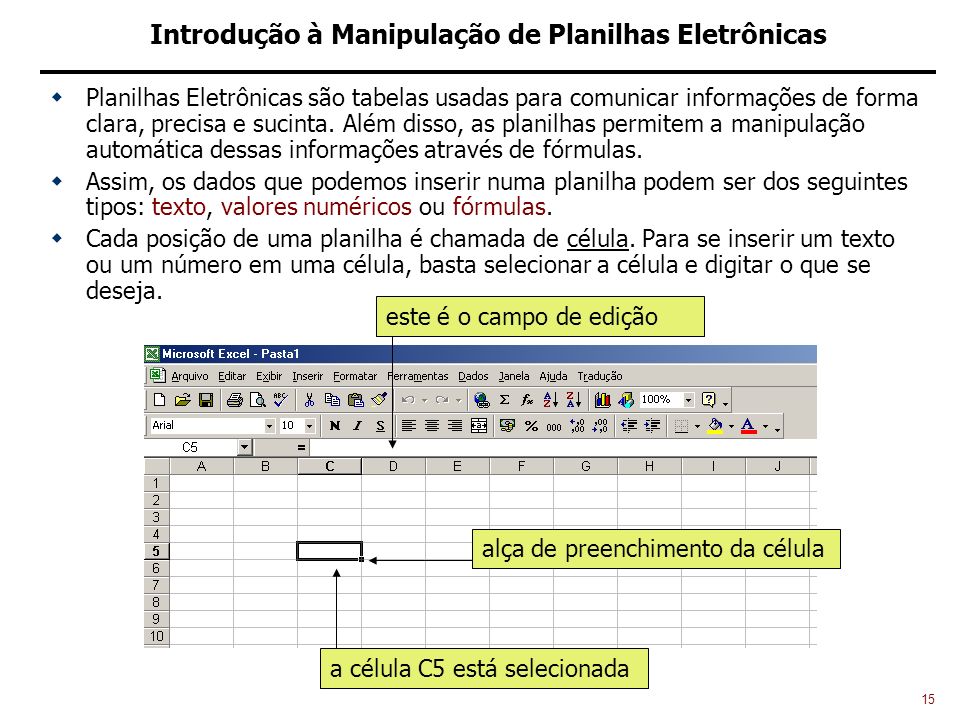 Introdução à Manipulação de Planilhas Eletrônicas
Planilhas Eletrônicas são tabelas usadas para comunicar informações de forma
clara, precisa e sucinta. Além disso, as planilhas permitem a manipulação
automática dessas informações através de fórmulas.
Assim, os dados que podemos inserir numa planilha podem ser dos seguintes
tipos: texto, valores numéricos ou fórmulas.
Cada posição de uma planilha é chamada de célula. Para se inserir um texto
ou um número em uma célula, basta selecionar a célula e digitar o que se
deseja.
este é o campo de edição
Microsoft Excel - Pasta1
Arquivo Editar Exibir Inserir Formatar Ferramentas Dados Janela Ajuda Tradução
100%
Arial 10 N I S % 000
C5 =
A B C D E F G H I J
1
2
3
4
5
6
7
8
9
10
alça de preenchimento da célula
a célula C5 está selecionada
15